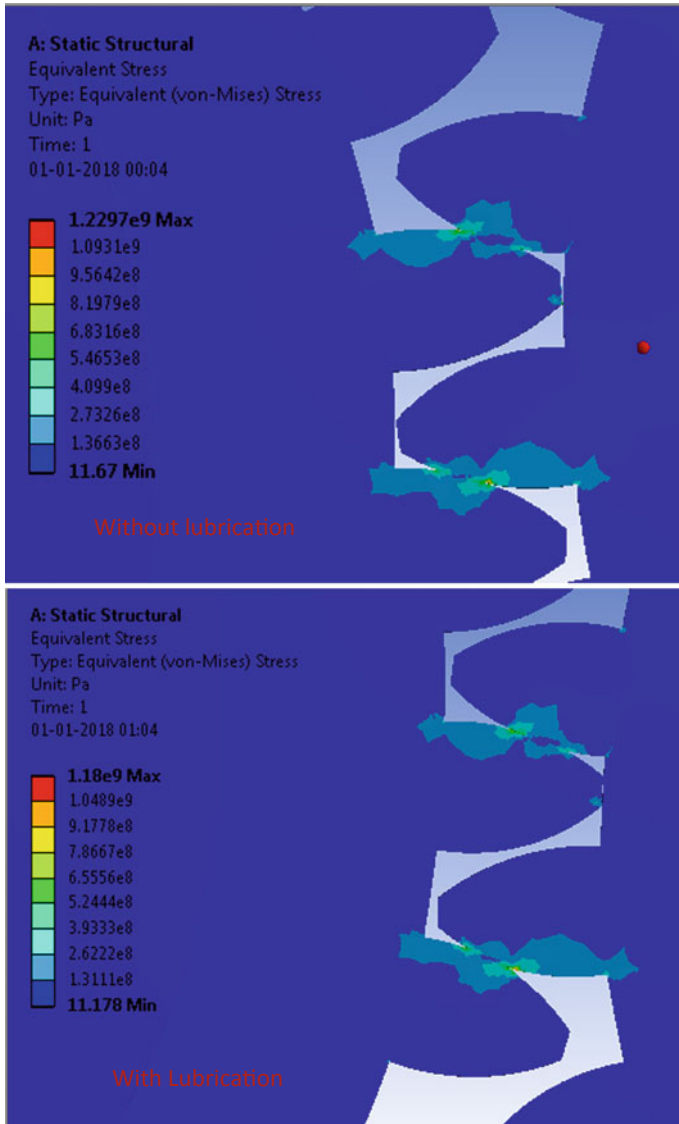 A: Static Structural
Equivalent Stress
Type: Equivalent (von-Mises) Stress
Unit: Pa
Time: 1
01-01-2018 00:04
1.2297e9 Max
1.0931e9
9.5642e8
8.1979e8
6.8316e8
5.4653e8
4.099e8
2.7326e8
1.3663e8
11.67 Min
Without lubrication
A: Static Structural
Equivalent Stress
Type: Equivalent (von-Mises) Stress
Unit: Pa
Time: 1
01-01-2018 01:04
1.18e9 Max
1.0489e9
9.1778e8
7.8667e8
6.5556e8
5.2444e8
3.9333e8
2.6222e8
1.3111e8
11.178 Min
With Lubrication